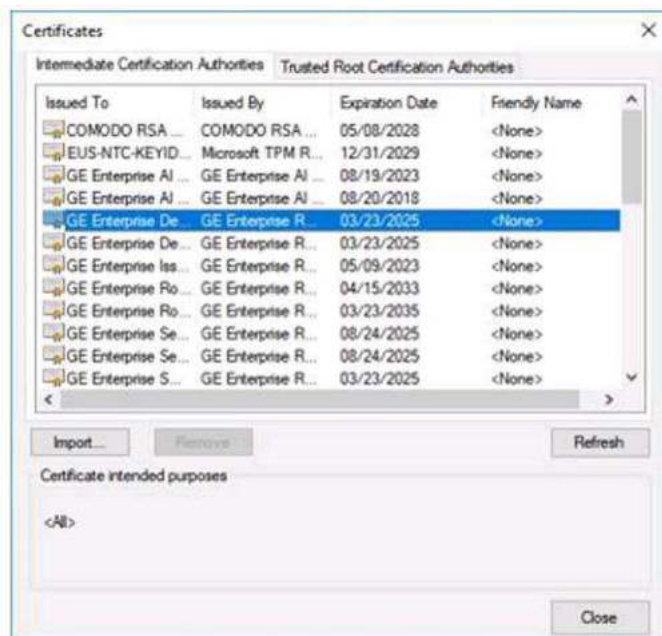 Certificates
Intermediate Certification Authorities Trusted Root Certification Authorities
Issued To Issued By Expiration Date Friendly Name
COMODO RSA ... COMODO RSA ... 05/08/2028 <None>
EUS-NTC-KEYID... Microsoft TPM R... 12/31/2029 <None>
GE Enterprise AI ... GE Enterprise AI ... 08/19/2023 <None>
GE Enterprise AI ... GE Enterprise AI ... 08/20/2018 <None>
GE Enterprise De... GE Enterprise R... 03/23/2025 <None>
GE Enterprise De... GE Enterprise R... 03/23/2025 <None>
GE Enterprise Iss... GE Enterprise R... 05/09/2023 <None>
GE Enterprise Ro... GE Enterprise R... 04/15/2033 <None>
GE Enterprise Ro... GE Enterprise R... 03/23/2035 <None>
GE Enterprise Se... GE Enterprise R... 08/24/2025 <None>
GE Enterprise Se... GE Enterprise R... 08/24/2025 <None>
GE Enterprise S... GE Enterprise R... 03/23/2025 <None>
Import... Remove Refresh
Certificate intended purposes
<All>
Close